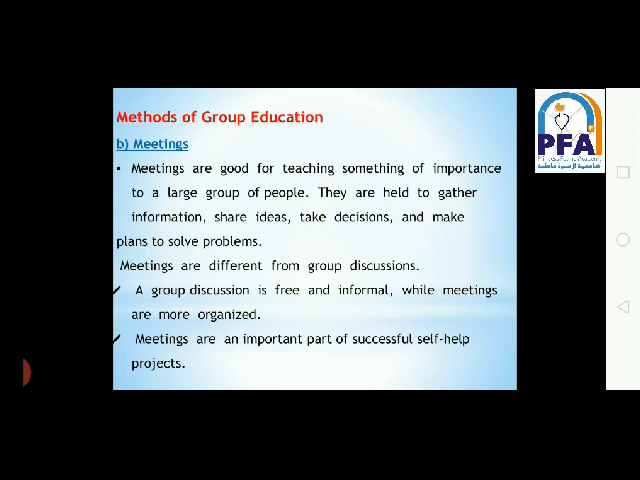 Methods of Group Education
b) Meetings
• Meetings are good for teaching something of importance
to a large group of people. They are held to gather
information, share ideas, take decisions, and make
plans to solve problems.
Meetings are different from group discussions.
✓ A group discussion is free and informal, while meetings
are more organized.
✓ Meetings are an important part of successful self-help
projects.
PFA